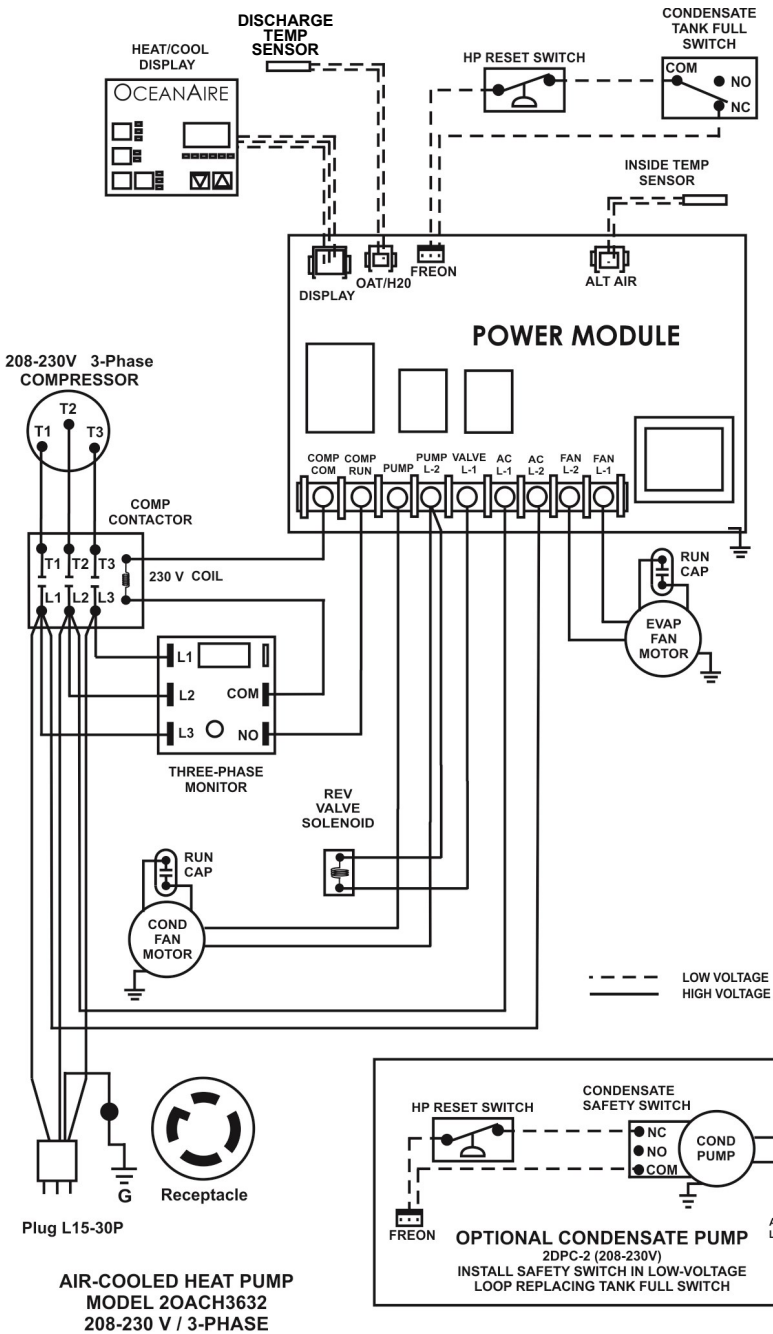 DISCHARGE
TEMP
SENSOR
HEAT/COOL
DISPLAY
OCEANAIRE
HP RESET SWITCH
CONDENSATE
TANK FULL
SWITCH
COM
NO
NC
INSIDE TEMP
SENSOR
DISPLAY
OAT/H20
FREON
ALT AIR
POWER MODULE
208-230V 3-Phase
COMPRESSOR
T1
T2
T3
COMP
COM
COMP
RUN
PUMP
PUMP
L-2
VALVE
L-1
AC
L-1
AC
L-2
FAN
L-2
FAN
L-1
COMP
CONTACTOR
T1
T2
T3
230 V COIL
L1
L2
L3
RUN
CAP
EVAP
FAN
MOTOR
L1
L2
COM
L3
NO
THREE-PHASE
MONITOR
REV
VALVE
SOLENOID
RUN
CAP
COND
FAN
MOTOR
LOW VOLTAGE
HIGH VOLTAGE
G
Receptacle
Plug L15-30P
HP RESET SWITCH
CONDENSATE
SAFETY SWITCH
NC
NO
COM
COND
PUMP
FREON
A
L
OPTIONAL CONDENSATE PUMP
2DPC-2 (208-230V)
INSTALL SAFETY SWITCH IN LOW-VOLTAGE
LOOP REPLACING TANK FULL SWITCH
AIR-COOLED HEAT PUMP
MODEL 2OACH3632
208-230 V / 3-PHASE